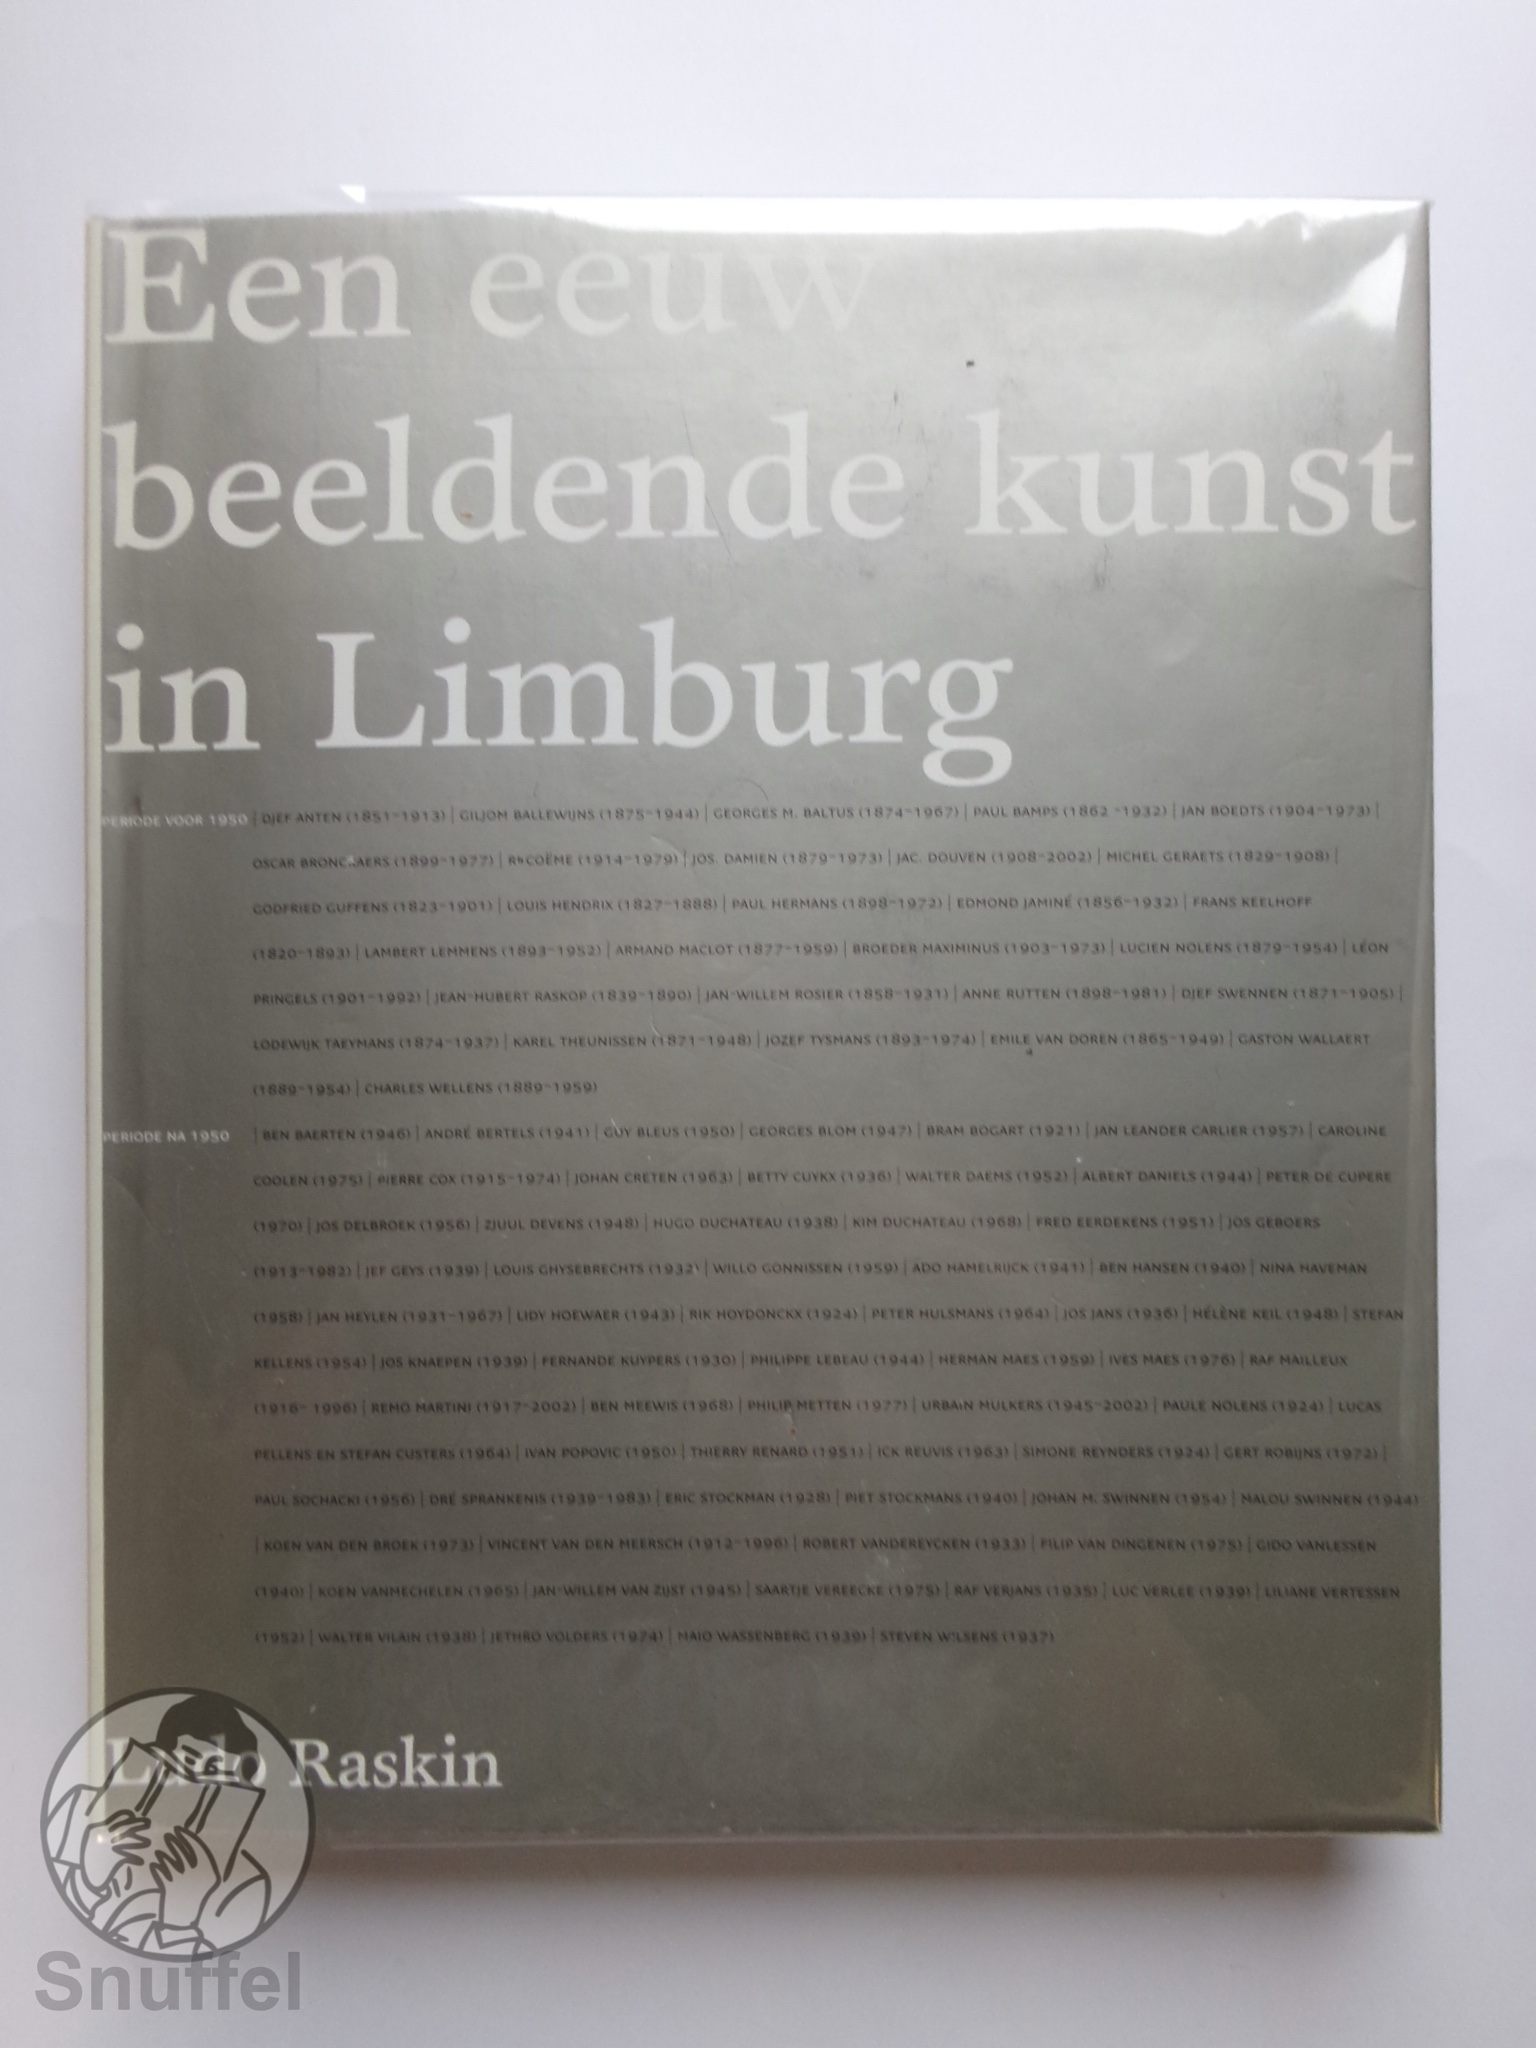 Een eeuw
beeldende kunst
in Limburg
PERIODE VOOR 1950 | DJEF ANTEN (1851-1913) | GILJOM BALLEWIJNS (1875-1944) | GEORGES M. BALTUS (1874-1967) | PAUL BAMPS (1862 -1932) | JAN BOEDTS (1904-1973) |
OSCAR BRONCKAERS (1899-1977) | RCOËME (1914-1979) | JOS. DAMIEN (1879-1973) | JAC. DOUVEN (1908-2002) | MICHEL GERAETS (1829-1908) |
GODFRIED GUFFENS (1823-1901) | LOUIS HENDRIX (1827-1888) | PAUL HERMANS (1898-1972) | EDMOND JAMINÉ (1856-1932) | FRANS KEELHOFF
(1820-1893) | LAMBERT LEMMENS (1893-1952) | ARMAND MACLOT (1877-1959) | BROEDER MAXIMINUS (1903-1973) | LUCIEN NOLENS (1879-1954) | LÉON
PRINGELS (1901-1992) | JEAN-HUBERT RASKOP (1839-1890) | JAN-WILLEM ROSIER (1858-1931) | ANNE RUTTEN (1898-1981) | DJEF SWENNEN (1871-1905) |
LODEWIJK TAEYMANS (1874-1937) | KAREL THEUNISSEN (1871-1948) | JOZEF TYSMANS (1893-1974) | EMILE VAN DOREN (1865-1949) | GASTON WALLAERT
(1889-1954) | CHARLES WELLENS (1889-1959)
PERIODE NA 1950 | BEN BAERTEN (1946) | ANDRÉ BERTELS (1941) | GUY BLEUS (1950) | GEORGES BLOM (1947) | BRAM BOGART (1921) | JAN LEANDER CARLIER (1957) | CAROLINE
COOLEN (1975) | PIERRE COX (1915-1974) | JOHAN CRETEN (1963) | BETTY CUYKX (1936) | WALTER DAEMS (1952) | ALBERT DANIELS (1944) | PETER DE CUPERE
(1970) | JOS DELBROEK (1956) | ZJUUL DEVENS (1948) | HUGO DUCHATEAU (1938) | KIM DUCHATEAU (1968) | FRED EERDEKENS (1951) | JOS GEBOERS
(1913-1982) | JEF GEYS (1939) | LOUIS GHYSEBRECHTS (1932) | WILLO GONNISSEN (1959) | ADO HAMELRIJCK (1941) | BEN HANSEN (1940) | NINA HAVEMAN
(1958) | JAN HEYLEN (1931-1967) | LIDY HOEWAER (1943) | RIK HOYDONCKX (1924) | PETER HULSMANS (1964) | JOS JANS (1936) | HÉLÈNE KEIL (1948) | STEFAN
KELLENS (1954) | JOS KNAEPEN (1939) | FERNANDE KUYPERS (1930) | PHILIPPE LEBEAU (1944) | HERMAN MAES (1959) | IVES MAES (1976) | RAF MAILLEUX
(1916- 1996) | REMO MARTINI (1917-2002) | BEN MEEWIS (1968) | PHILIP METTEN (1977) | URBAIN MULKERS (1945-2002) | PAULE NOLENS (1924) | LUCAS
PELLENS EN STEFAN CUSTERS (1964) | IVAN POPOVIC (1950) | THIERRY RENARD (1951) | ICK REUVIS (1963) | SIMONE REYNDERS (1924) | GERT ROBIJNS (1972) |
PAUL SOCHACKI (1956) | DRÉ SPRANKENIS (1939-1983) | ERIC STOCKMAN (1928) | PIET STOCKMANS (1940) | JOHAN M. SWINNEN (1954) | MALOU SWINNEN (1944)
| KOEN VAN DEN BROEK (1973) | VINCENT VAN DEN MEERSCH (1912-1996) | ROBERT VANDEREYCKEN (1933) | FILIP VAN DINGENEN (1975) | GIDO VANLESSEN
(1940) | KOEN VANMECHELEN (1965) | JAN-WILLEM VAN ZIJST (1945) | SAARTJE VEREECKE (1975) | RAF VERJANS (1935) | LUC VERLEE (1939) | LILIANE VERTESSEN
(1952) | WALTER VILAIN (1938) | JETHRO VOLDERS (1974) | MAIO WASSENBERG (1939) | STEVEN WILSENS (1937)
Ludo Raskin
Snuffel